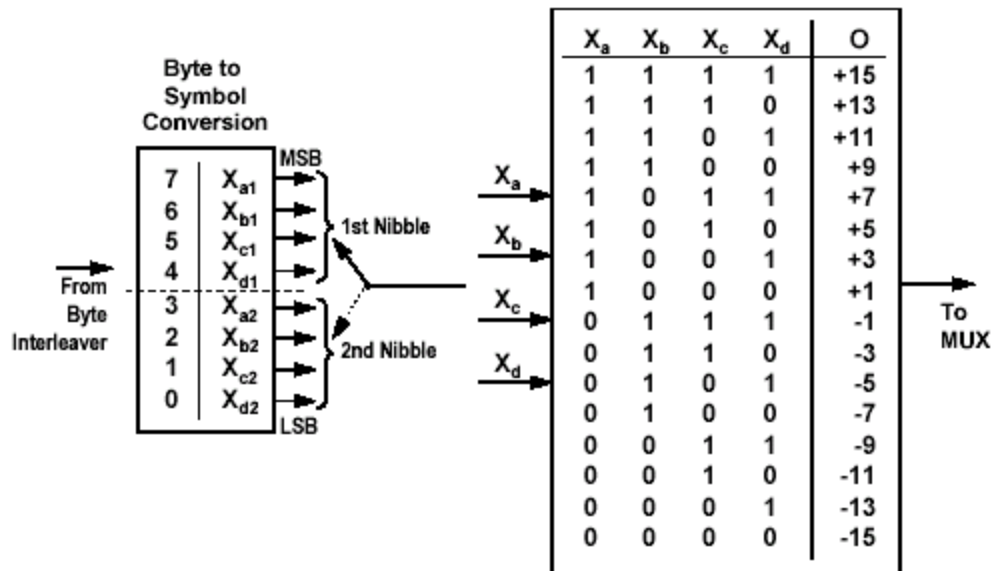 Byte to
Symbol
Conversion
MSB
7 Xa1
6 Xb1
5 Xc1
4 Xd1
3 Xa2
2 Xb2
1 Xc2
0 Xd2
LSB
1st Nibble
2nd Nibble
From
Byte
Interleaver
Xa
Xb
Xc
Xd
Xa Xb Xc Xd O
1 1 1 1 +15
1 1 1 0 +13
1 1 0 1 +11
1 1 0 0 +9
1 0 1 1 +7
1 0 1 0 +5
1 0 0 1 +3
1 0 0 0 +1
0 1 1 1 -1
0 1 1 0 -3
0 1 0 1 -5
0 1 0 0 -7
0 0 1 1 -9
0 0 1 0 -11
0 0 0 1 -13
0 0 0 0 -15
To
MUX